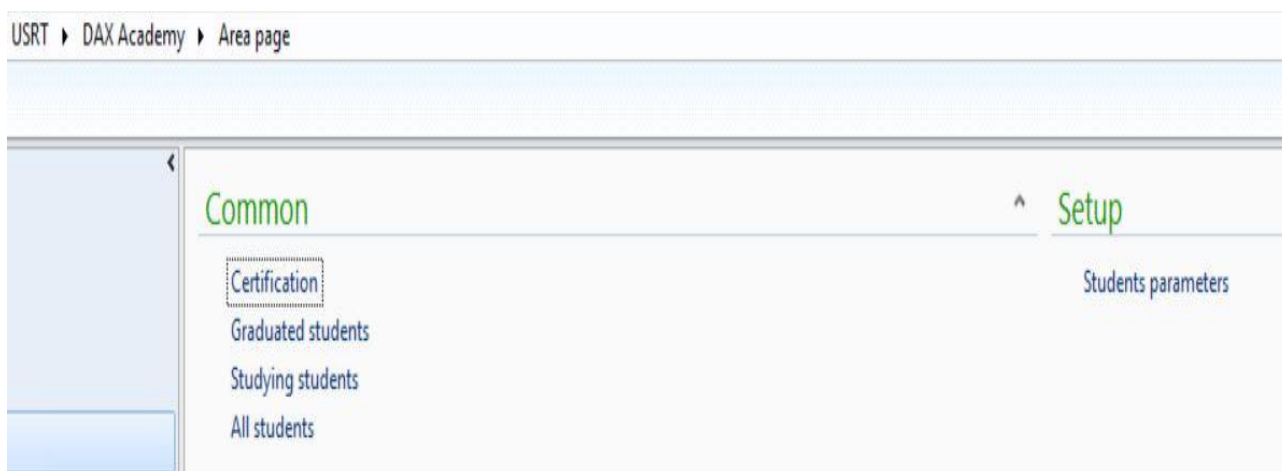 USRT ▸ DAX Academy ▸ Area page
Common
Certification
Graduated students
Studying students
All students
Setup
Students parameters